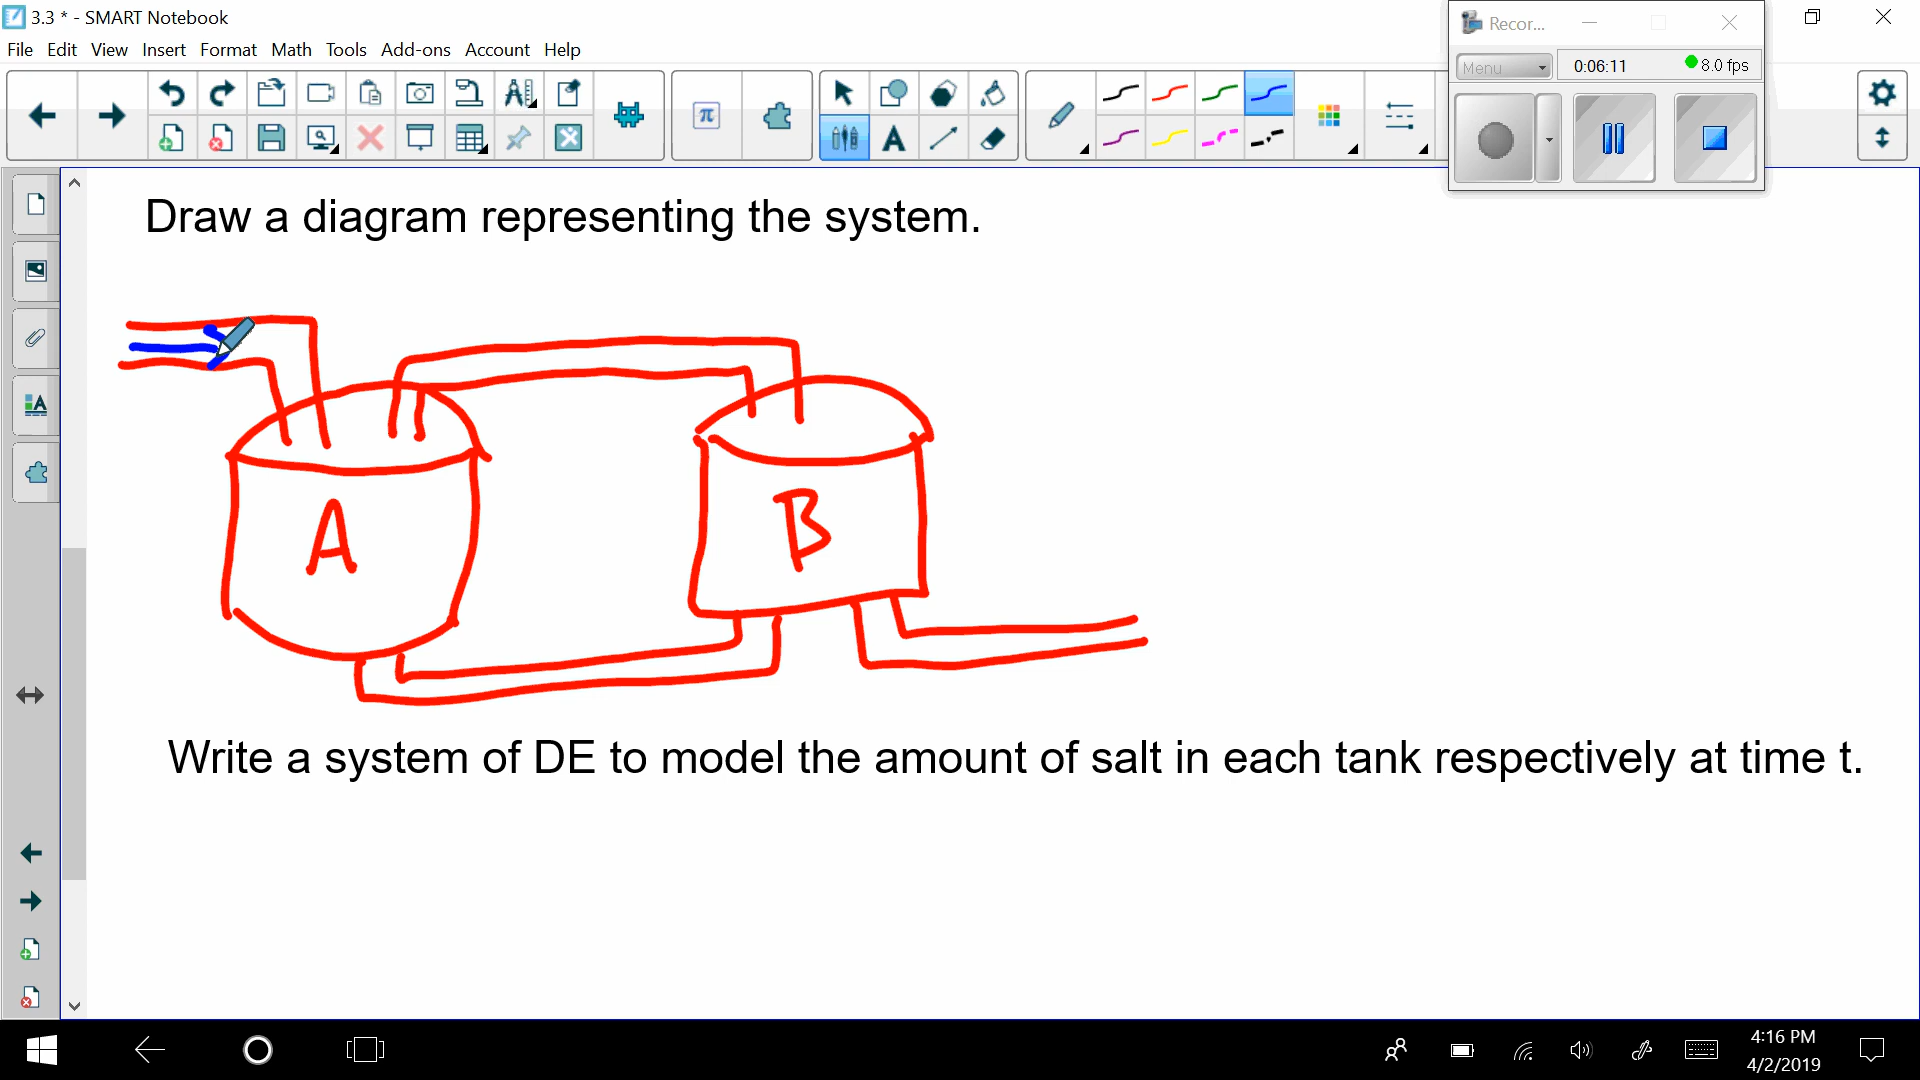 3.3 * - SMART Notebook
File Edit View Insert Format Math Tools Add-ons Account Help
Recor...
Menu 0:06:11 8.0 fps
π
A
A
Draw a diagram representing the system.
A
B
Write a system of DE to model the amount of salt in each tank respectively at time t.
4:16 PM
4/2/2019